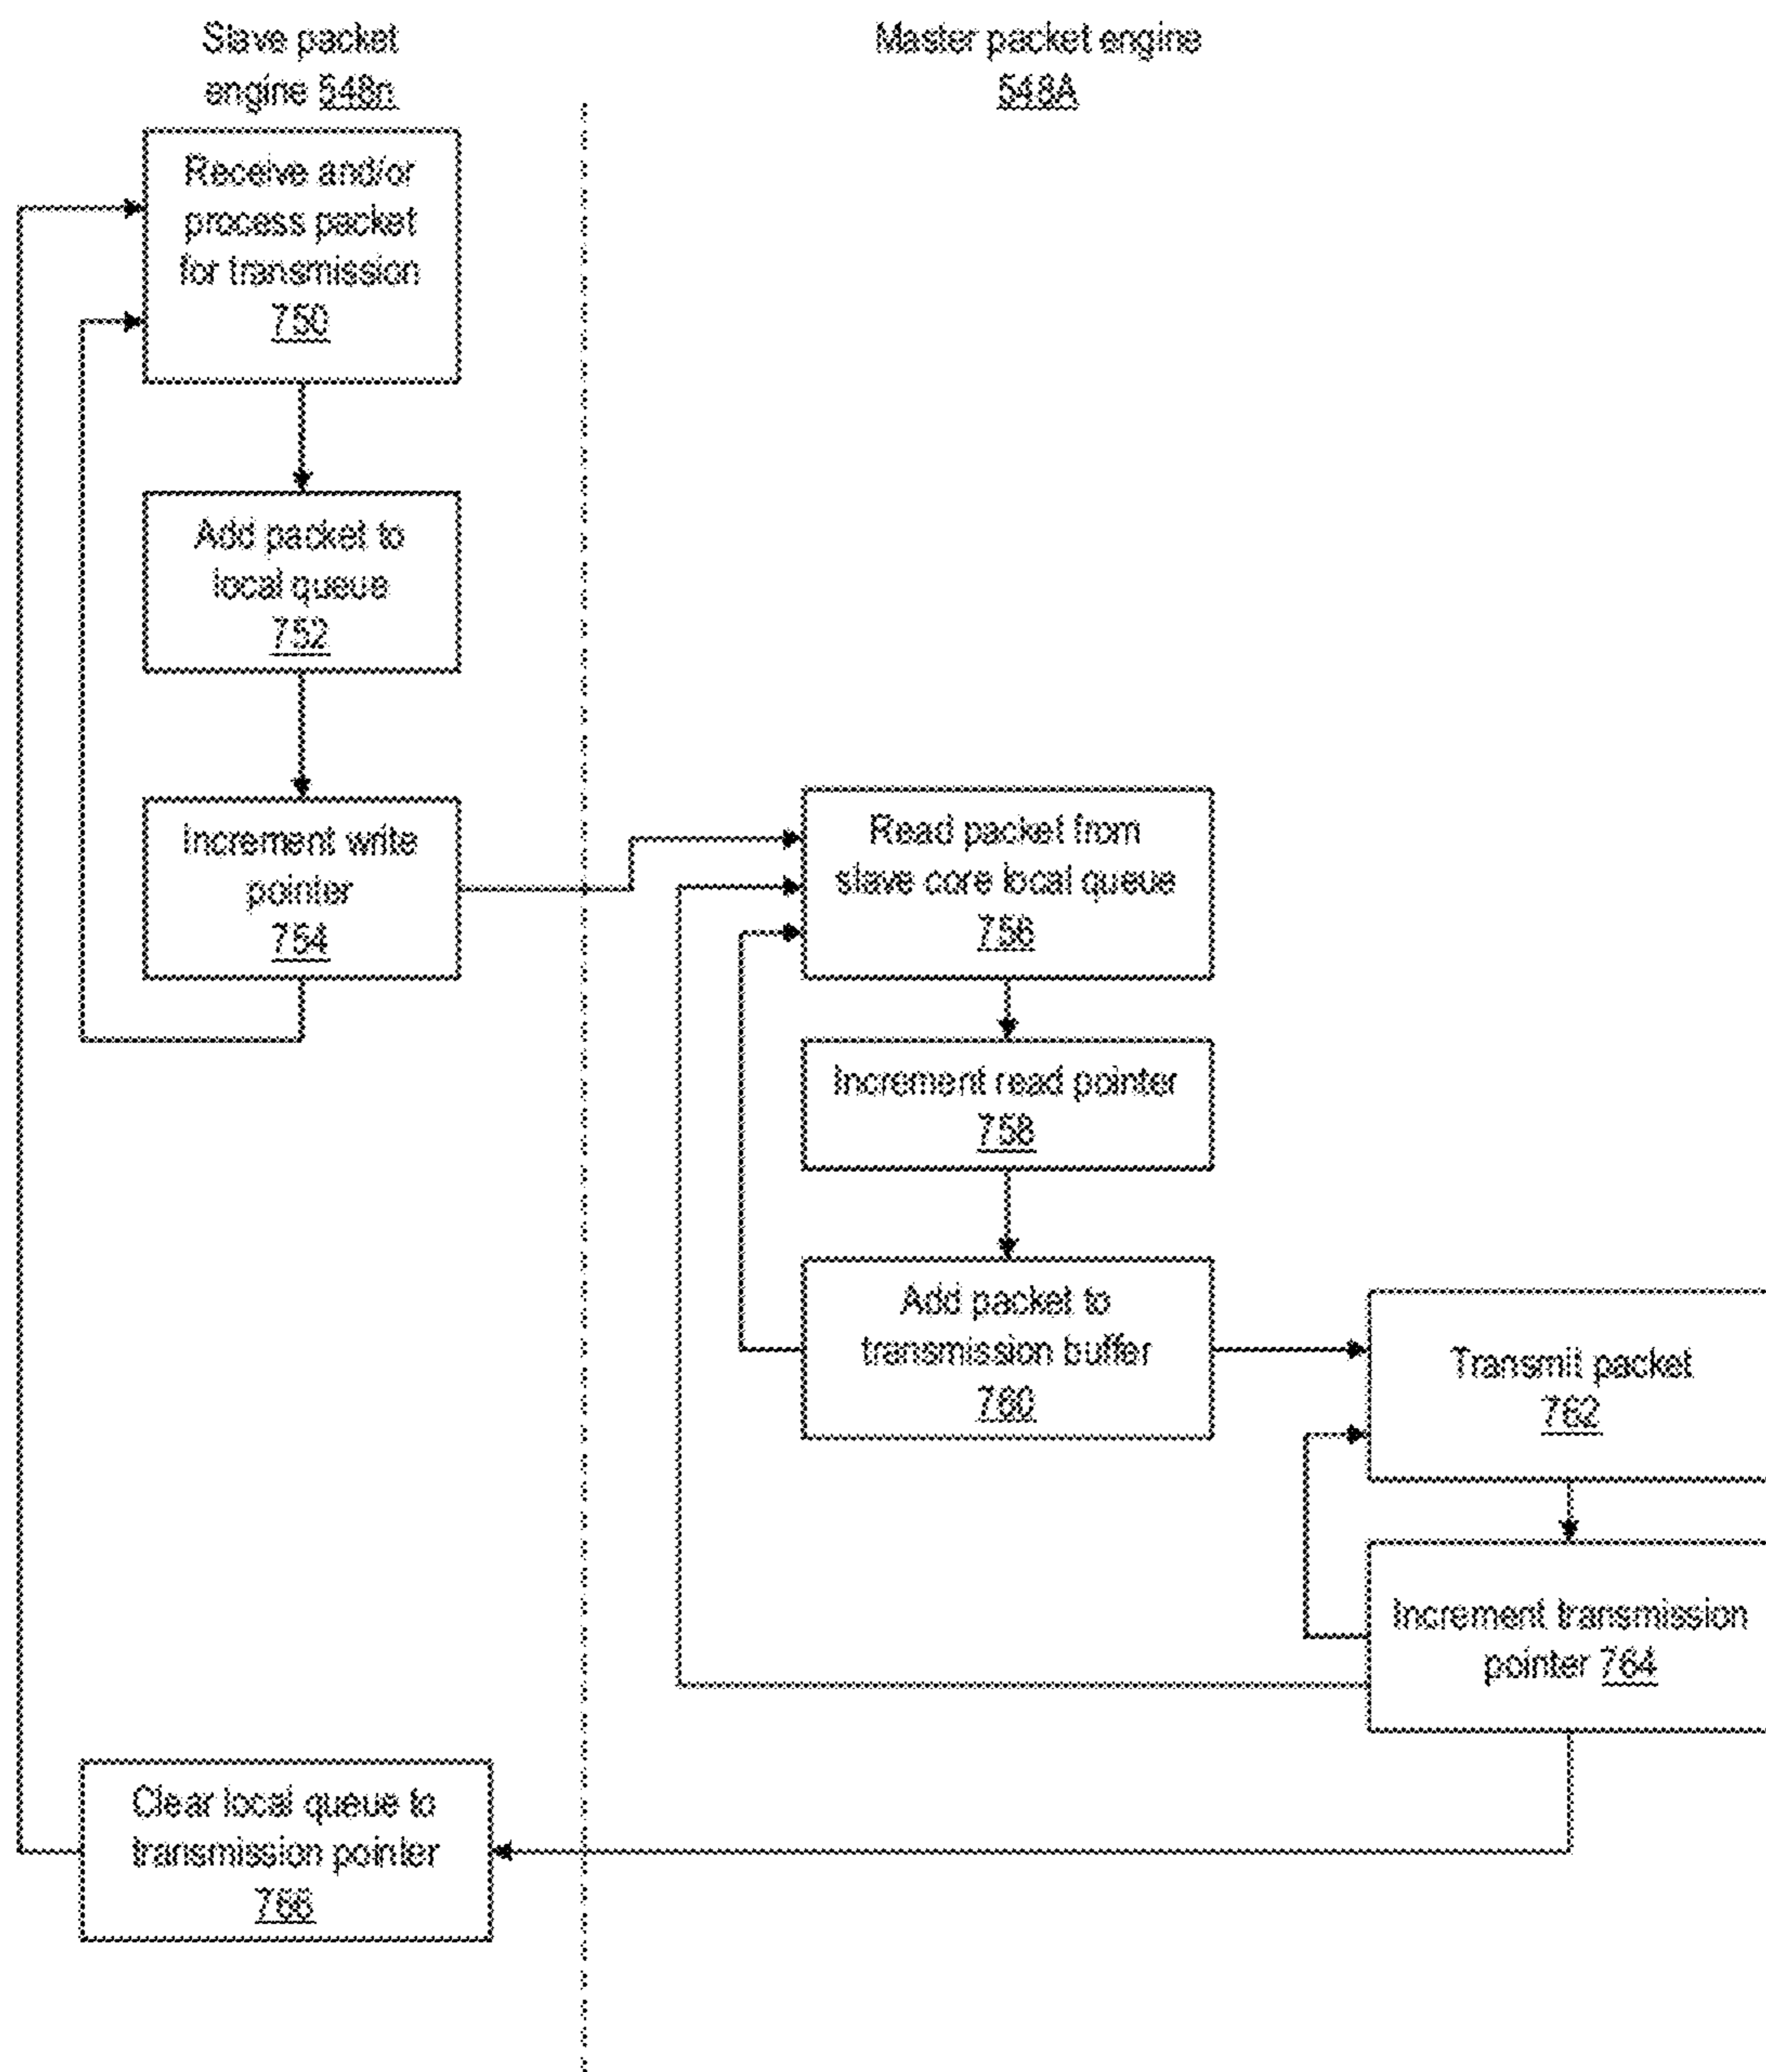 Slave packet
engine 548n
Master packet engine
548A
Receive and/or
process packet
for transmission
750
Add packet to
local queue
752
Increment write
pointer
754
Read packet from
slave core local queue
756
Increment read pointer
758
Add packet to
transmission buffer
760
Transmit packet
762
Increment transmission
pointer 764
Clear local queue to
transmission pointer
766